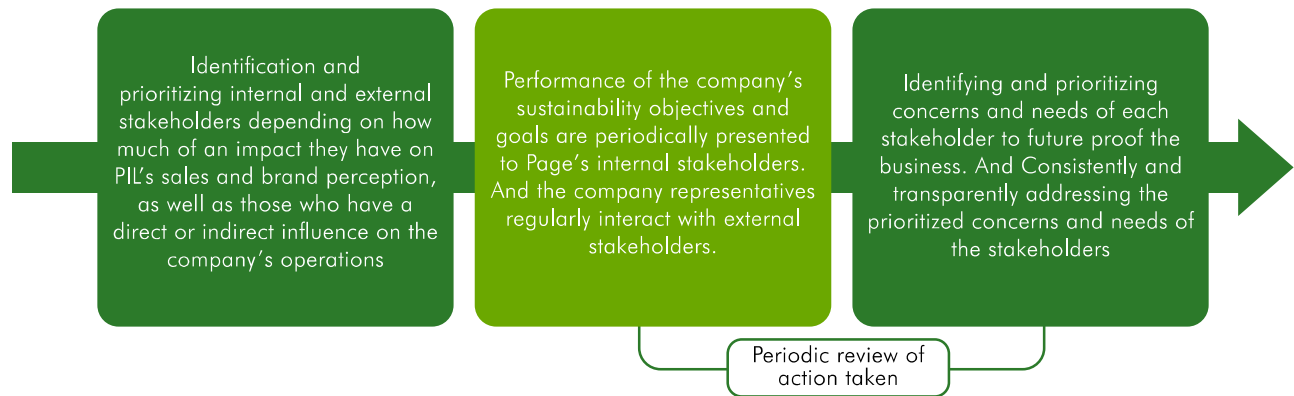 Identification and
prioritizing internal and external
stakeholders depending on how
much of an impact they have on
PIL's sales and brand perception,
as well as those who have a
direct or indirect influence on the
company's operations
Performance of the company's
sustainability objectives and
goals are periodically presented
to Page's internal stakeholders.
And the company representatives
regularly interact with external
stakeholders.
Identifying and prioritizing
concerns and needs of each
stakeholder to future proof the
business. And Consistently and
transparently addressing the
prioritized concerns and needs of
the stakeholders
Periodic review of
action taken